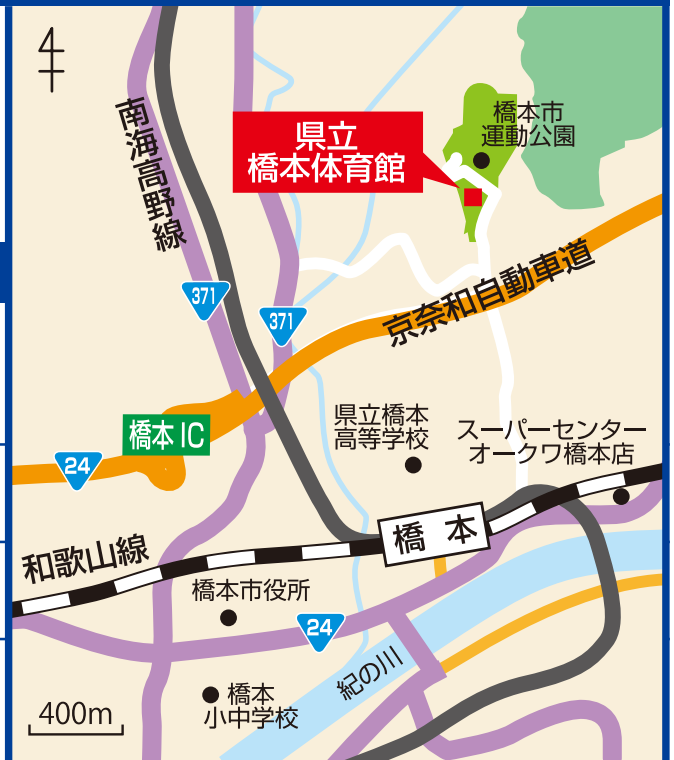 橋本市
運動公園
県立
橋本体育館
南海高野線
371
371
京奈和自動車道
橋本IC
24
県立橋本
高等学校
スーパーセンター
オークワ橋本店
橋 本
和歌山線
橋本市役所
24
紀の川
橋本
小中学校
400m